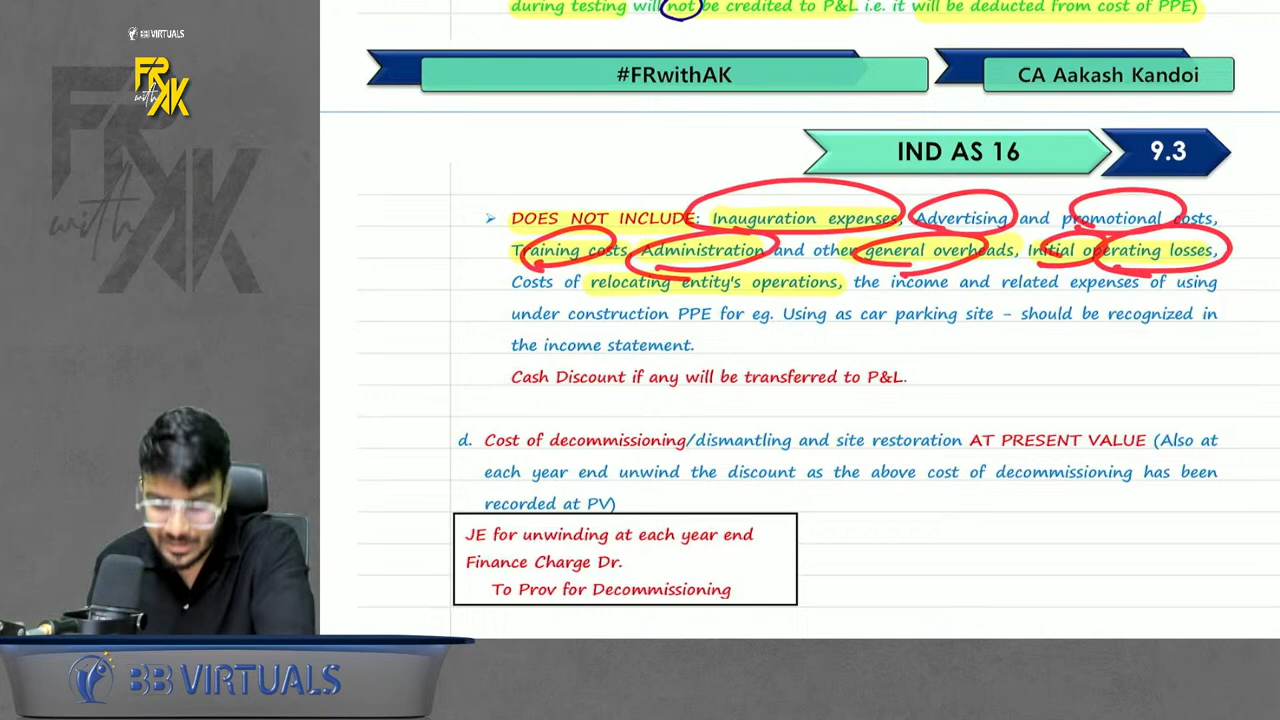 during testing will not be credited to P&L i.e. it will be deducted from cost of PPE)
BB VIRTUALS
FR with AK
#FRwithAK
CA Aakash Kandoi
IND AS 16
9.3
➢ DOES NOT INCLUDE: Inauguration expenses, Advertising and promotional costs,
Training costs, Administration and other general overheads, Initial operating losses,
Costs of relocating entity's operations, the income and related expenses of using
under construction PPE for eg. Using as car parking site - should be recognized in
the income statement.
Cash Discount if any will be transferred to P&L.
d. Cost of decommissioning/dismantling and site restoration AT PRESENT VALUE (Also at
each year end unwind the discount as the above cost of decommissioning has been
recorded at PV)
JE for unwinding at each year end
Finance Charge Dr.
To Prov for Decommissioning
FR with AK
BB VIRTUALS